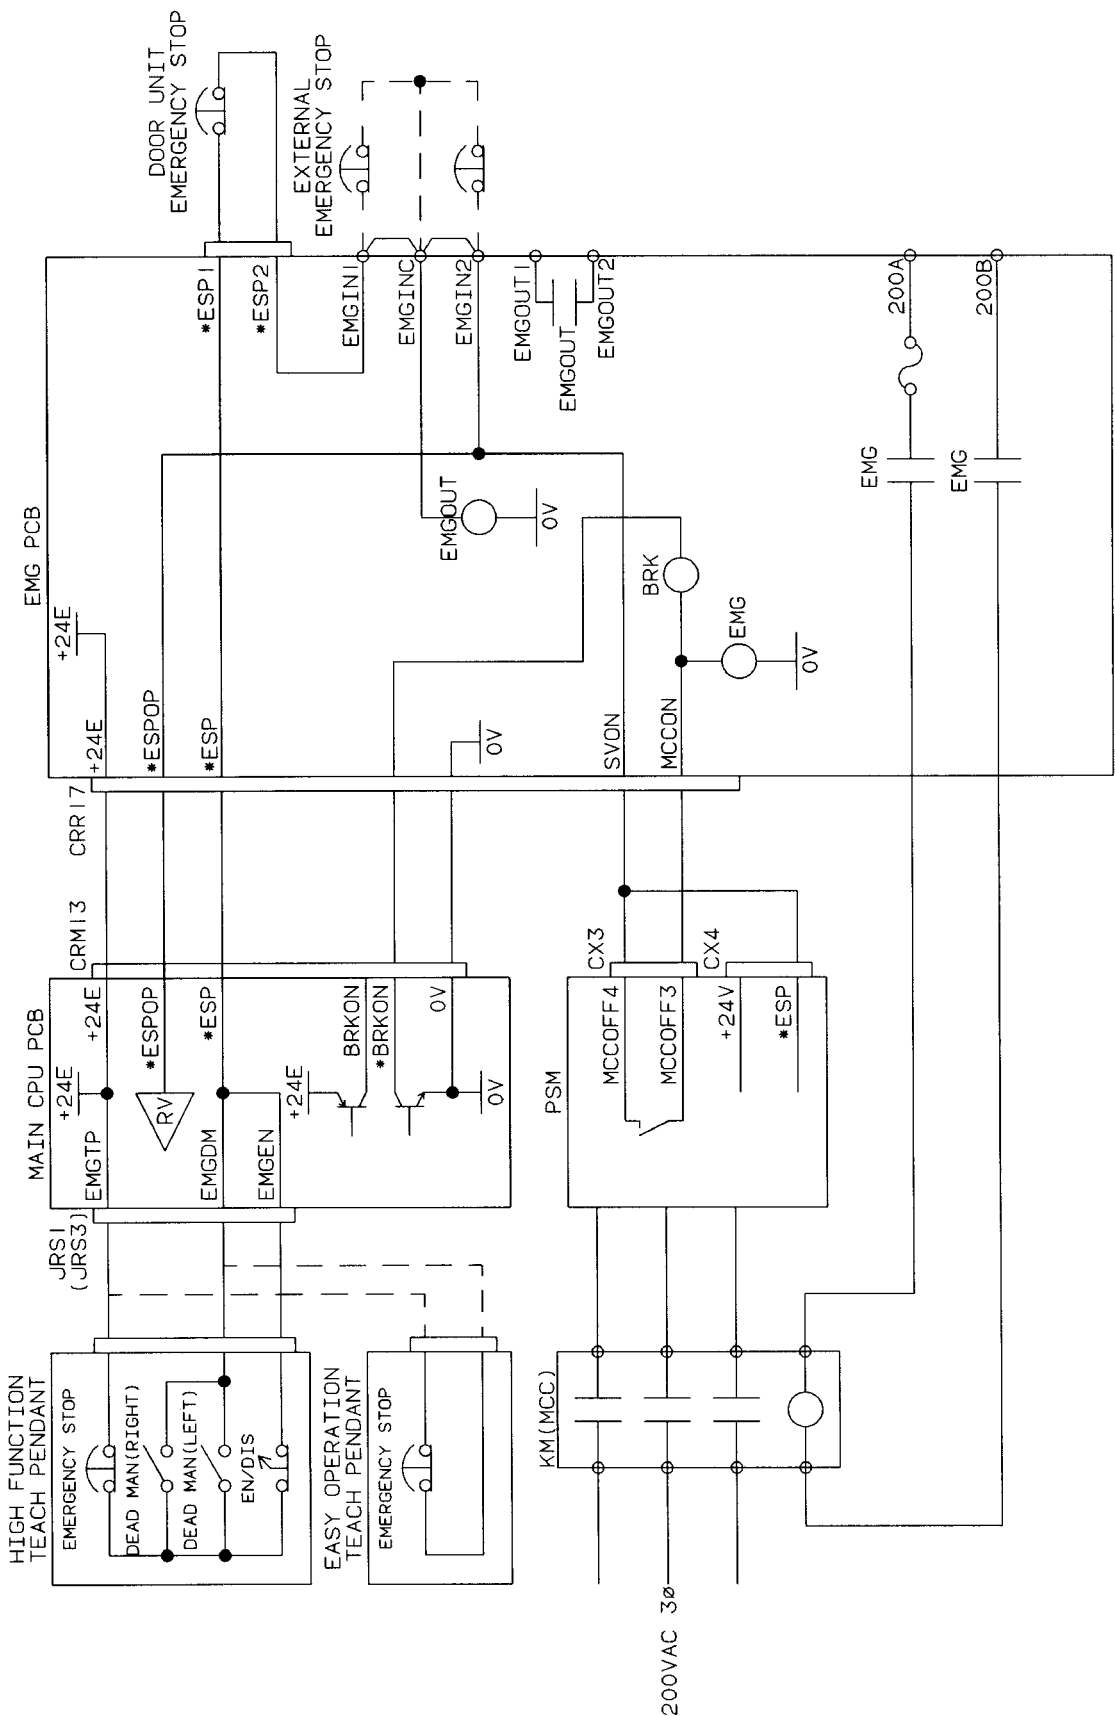 DOOR UNIT
EMERGENCY STOP
EXTERNAL
EMERGENCY STOP
EMG PCB
*ESP1
*ESP2
EMGIN1
EMGINC
EMGIN2
EMGOUT1
EMGOUT
EMGOUT2
200A
200B
+24E
EMGOUT
0V
BRK
EMG
0V
EMG
EMG
+24E
*ESPOP
*ESP
0V
SVON
MCCON
CRR17
CRM13
CX3
CX4
MAIN CPU PCB
+24E
+24E
*ESPOP
*ESP
BRKON
*BRKON
0V
+24E
0V
RV
EMGTP
EMGDM
EMGEN
PSM
MCCOFF4
MCCOFF3
+24V
*ESP
JRS1
(JRS3)
HIGH FUNCTION
TEACH PENDANT
EMERGENCY STOP
DEAD MAN(RIGHT)
DEAD MAN(LEFT)
EN/DIS
EASY OPERATION
TEACH PENDANT
EMERGENCY STOP
KM(MCC)
200VAC 3ø